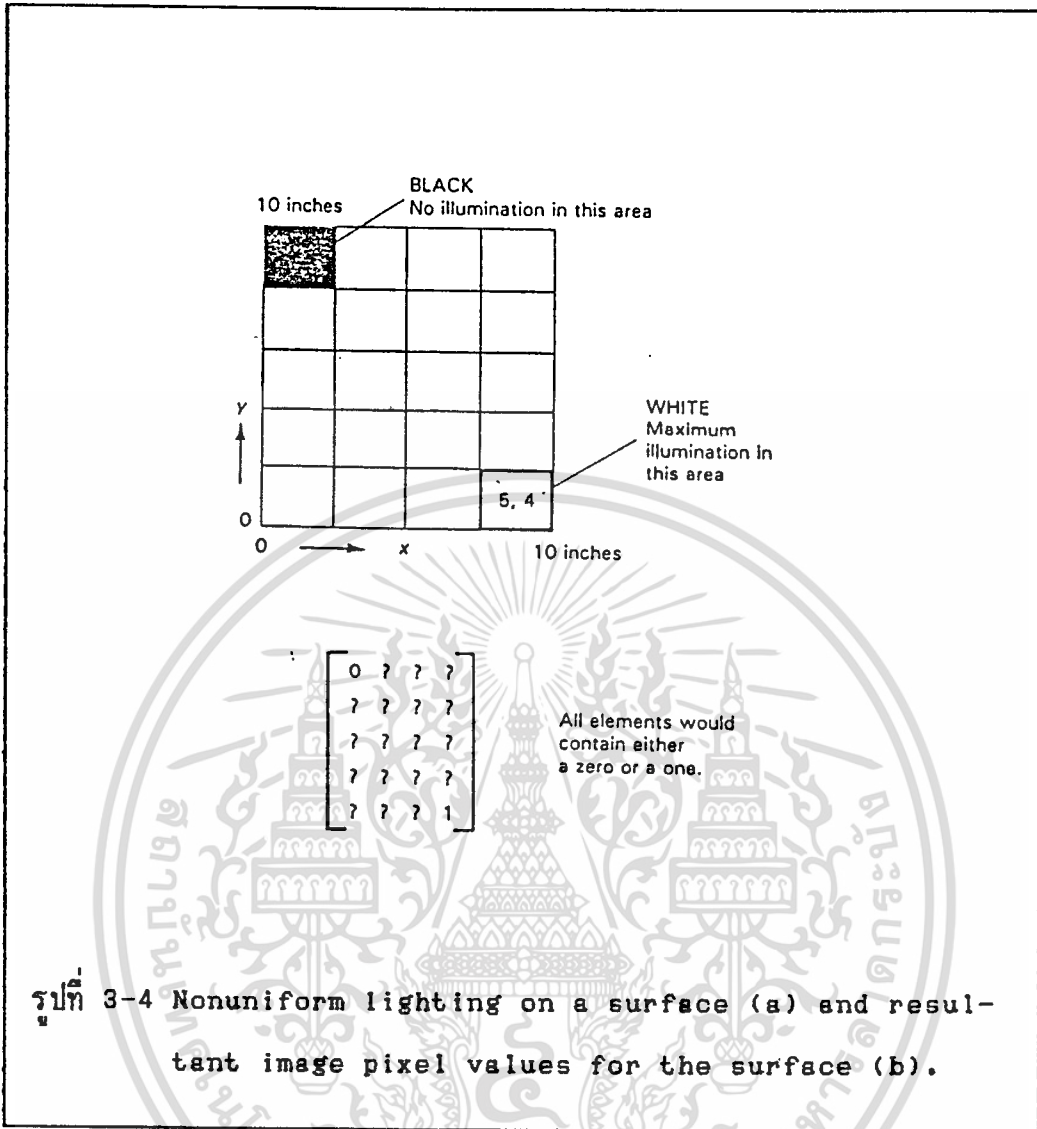 BLACK
10 inches
No illumination in this area
Y
WHITE
Maximum
illumination in
this area
5, 4
0
0
x
10 inches
0 ? ? ?
? ? ? ?
? ? ? ?
? ? ? ?
? ? ? 1
All elements would
contain either
a zero or a one.
รูปที่ 3-4 Nonuniform lighting on a surface (a) and resul-
tant image pixel values for the surface (b).